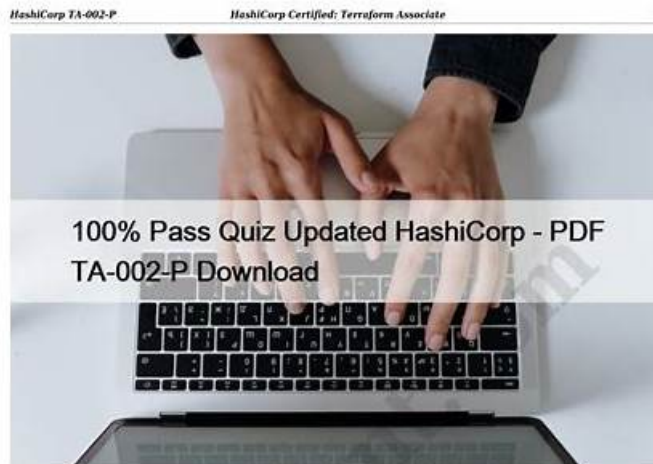 HashiCorp TA-002-P HashiCorp Certified: Terraform Associate
100% Pass Quiz Updated HashiCorp - PDF
TA-002-P Download